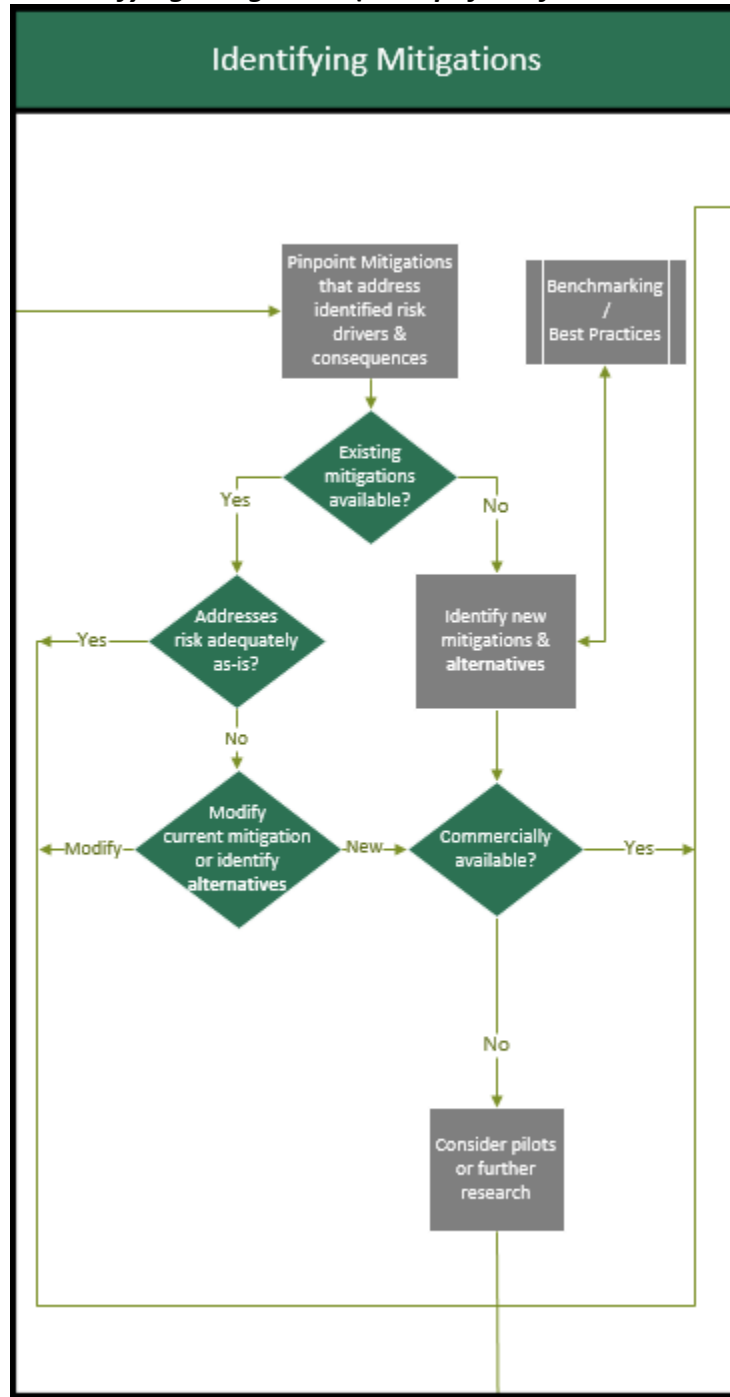 Identifying Mitigations
Pinpoint Mitigations
that address
identified risk
drivers &
consequences
Benchmarking
/
Best Practices
Existing
mitigations
available?
Yes
No
Addresses
risk adequately
as-is?
Yes
Identify new
mitigations &
alternatives
No
Modify
current mitigation
or identify
alternatives
Modify
New
Commercially
available?
Yes
No
Consider pilots
or further
research